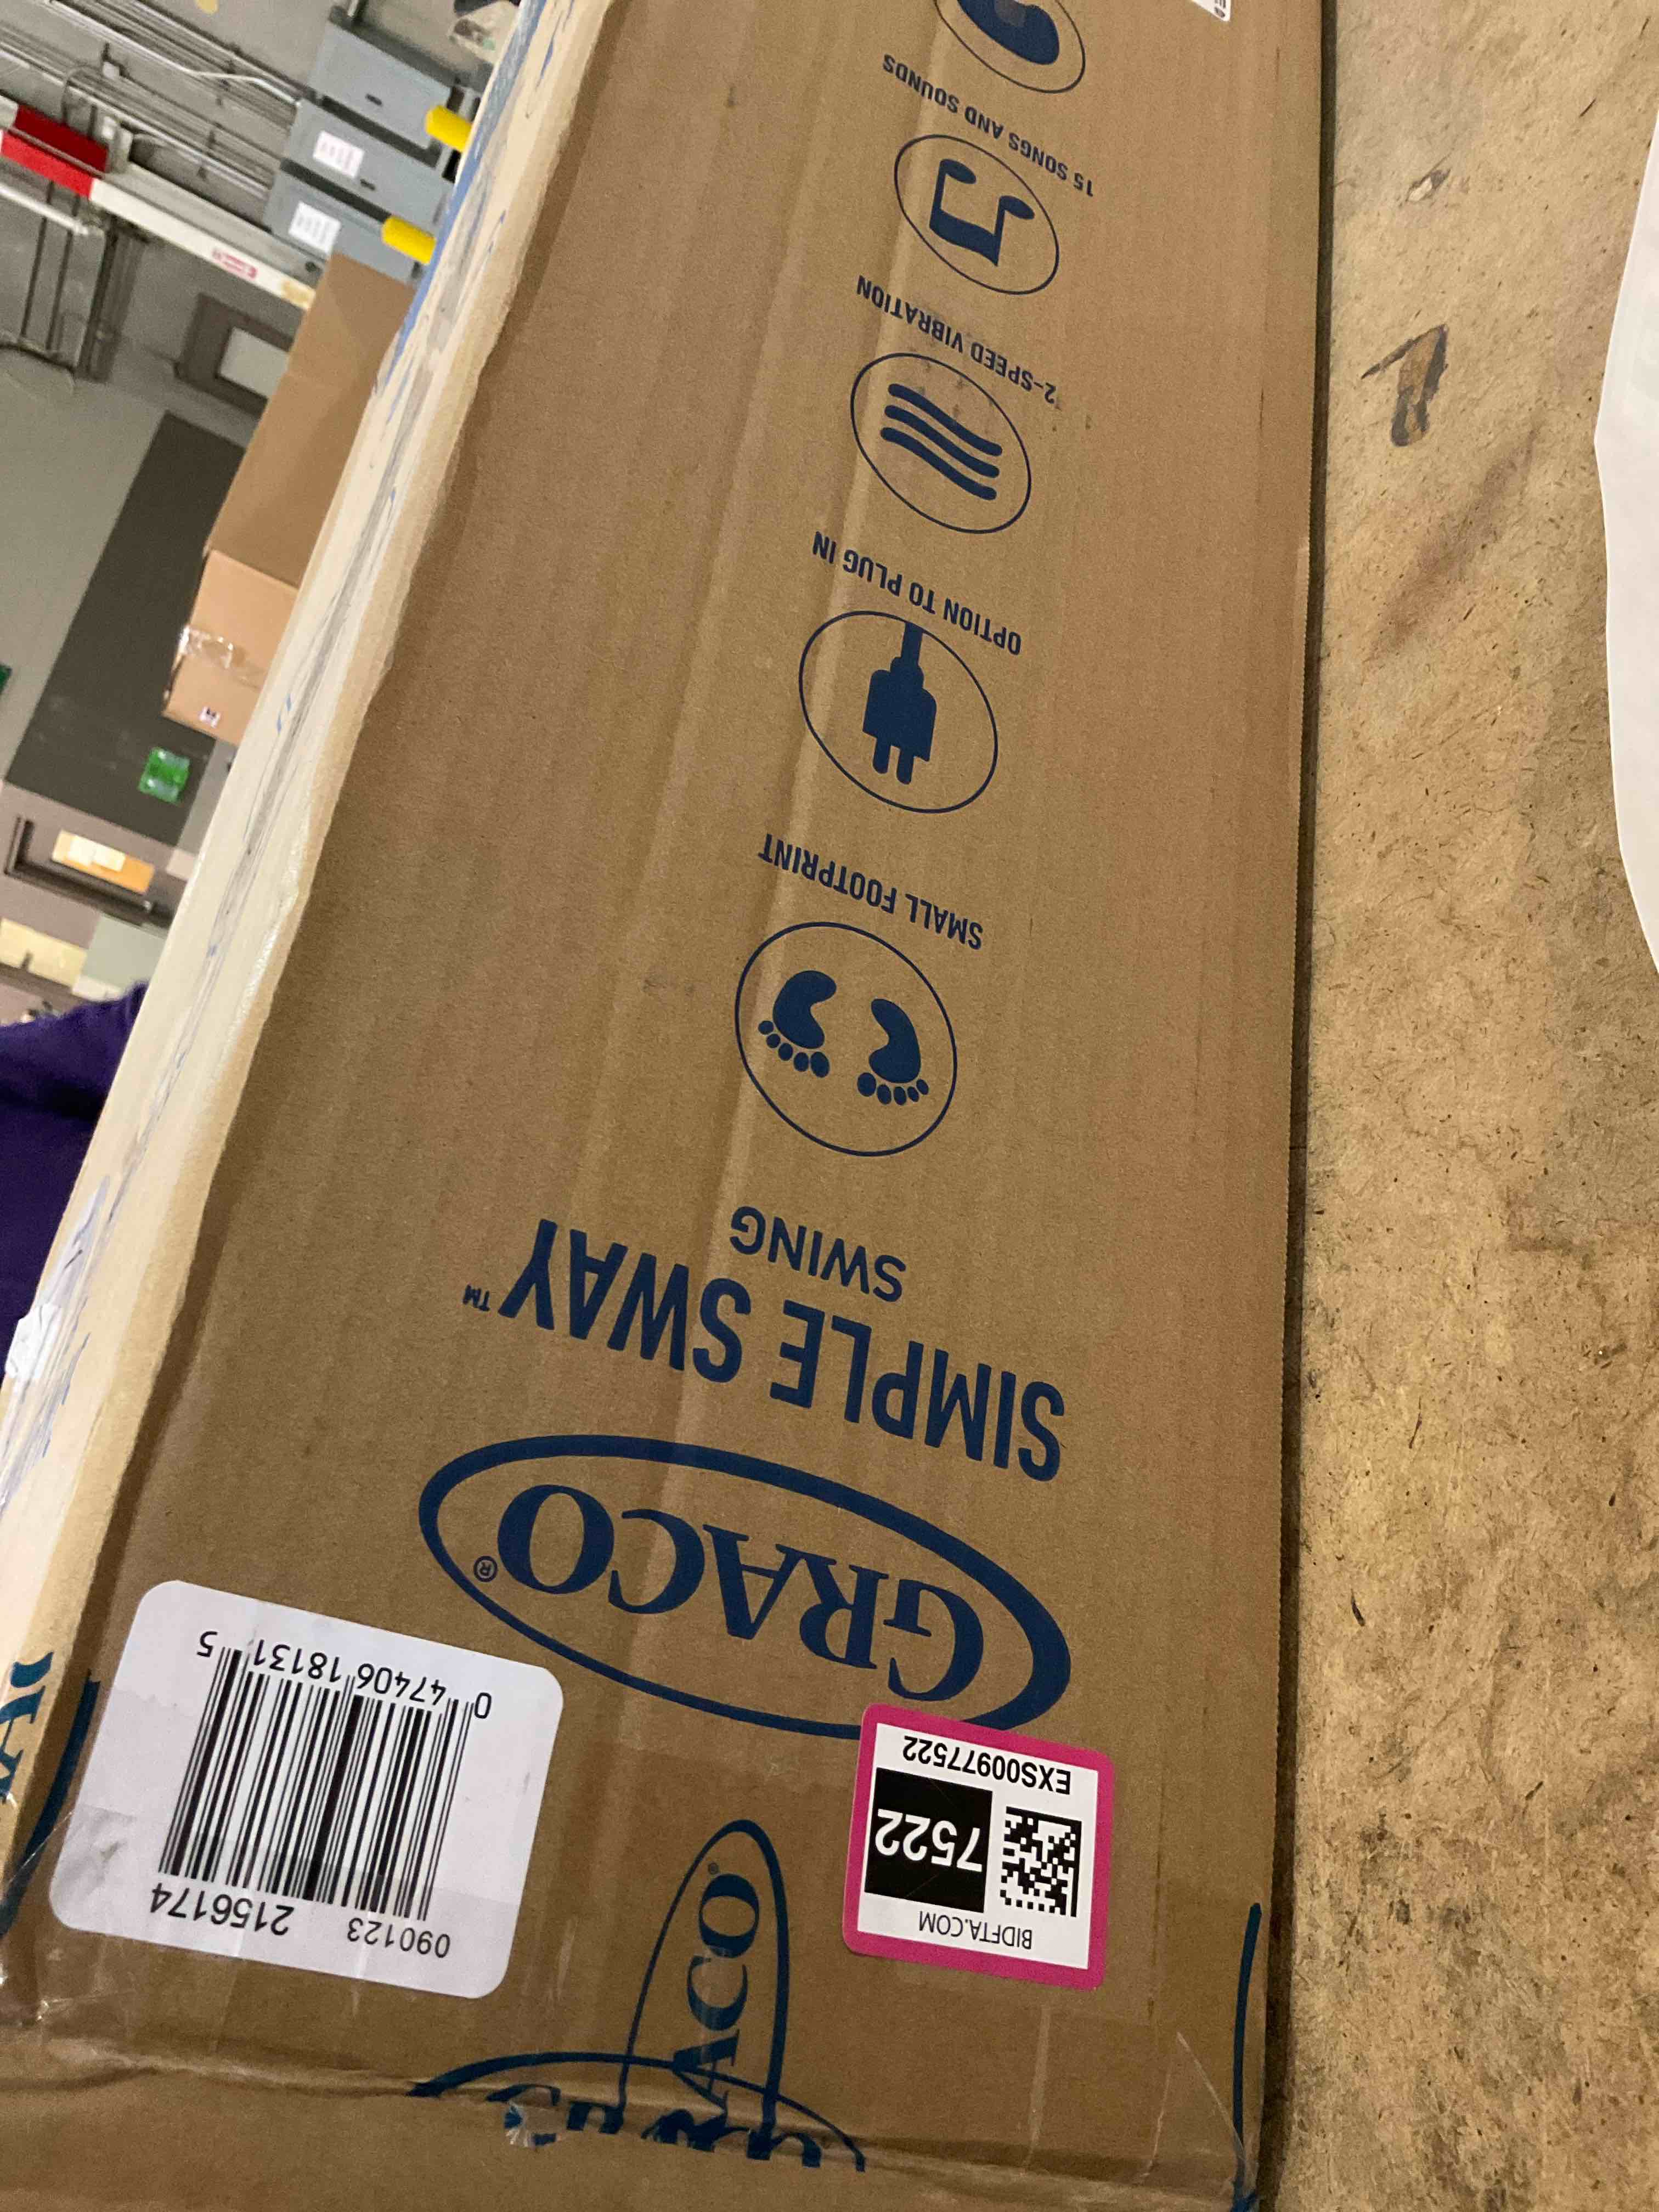 BIDFTA.COM
7522
EXS00977522
090123
2156174
0 47406 18131 5
GRACO®
GRACO®
SIMPLE SWAY™
SWING
SMALL FOOTPRINT
OPTION TO PLUG IN
2-SPEED VIBRATION
15 SONGS AND SOUNDS